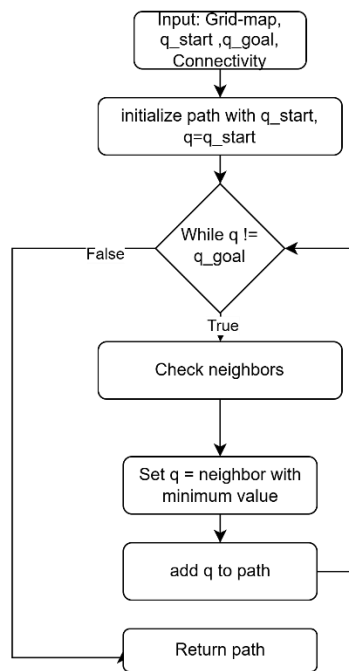 Input: Grid-map,
q_start ,q_goal,
Connectivity
initialize path with q_start,
q=q_start
While q !=
q_goal
False
True
Check neighbors
Set q = neighbor with
minimum value
add q to path
Return path